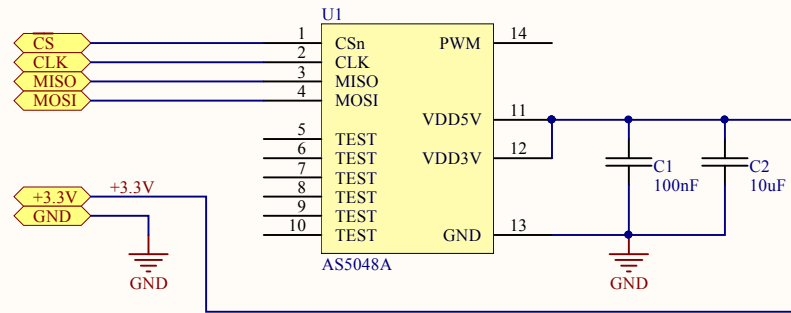 U1
CS 1 CSn PWM 14
CLK 2 CLK
MISO 3 MISO
MOSI 4 MOSI
VDD5V 11
5 TEST
6 TEST VDD3V 12 C1 C2
7 TEST 100nF 10uF
+3.3V +3.3V 8 TEST
GND 9 TEST
10 TEST GND 13
AS5048A
GND GND